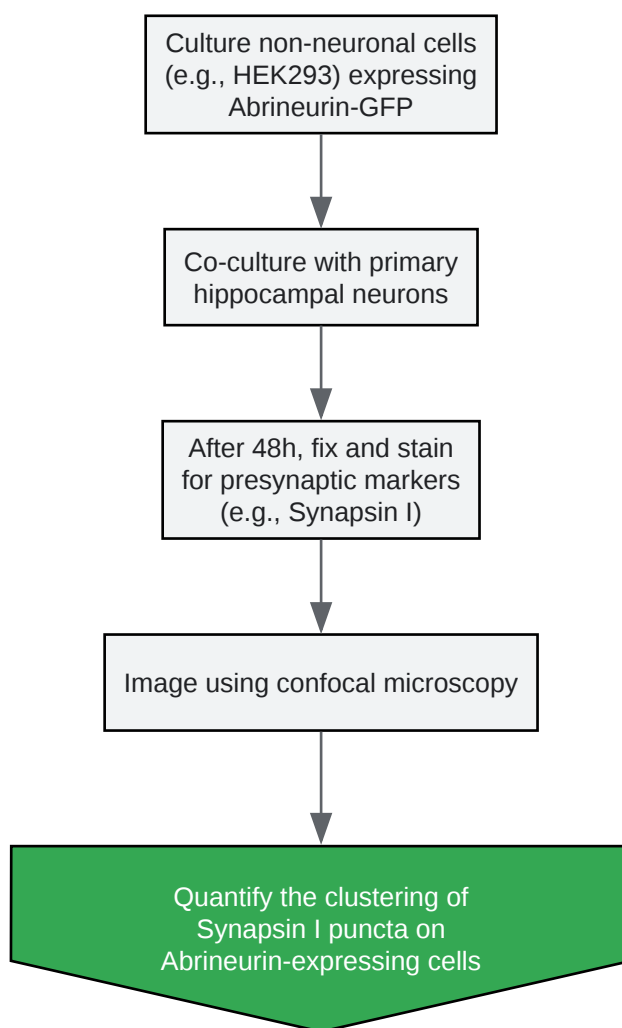 Culture non-neuronal cells
(e.g., HEK293) expressing
Abrineurin-GFP
Co-culture with primary
hippocampal neurons
After 48h, fix and stain
for presynaptic markers
(e.g., Synapsin I)
Image using confocal microscopy
Quantify the clustering of
Synapsin I puncta on
Abrineurin-expressing cells